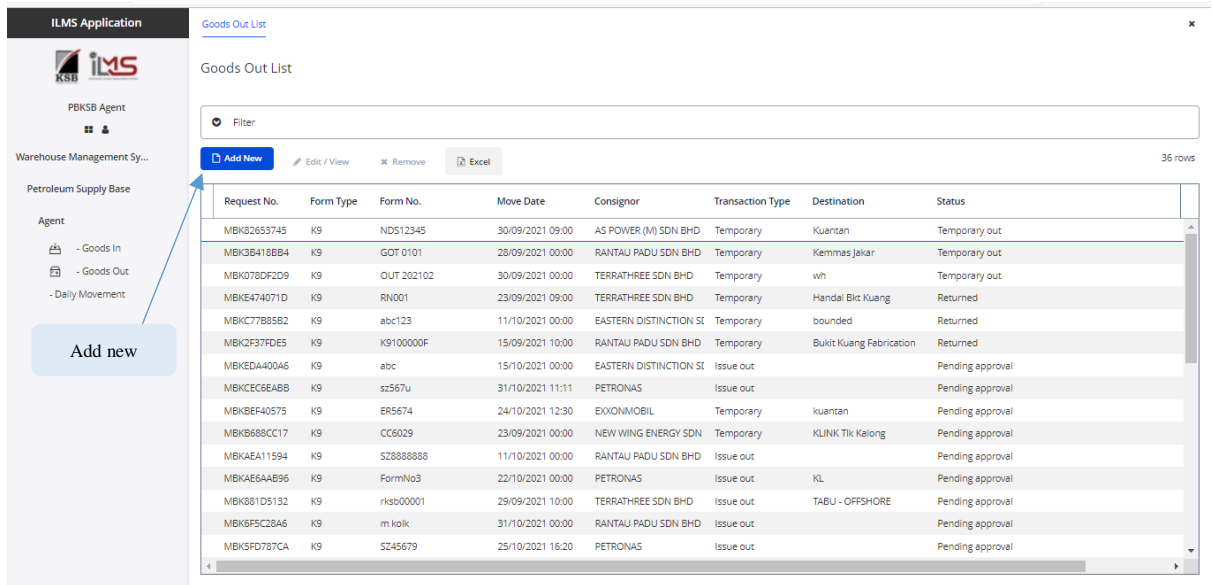 ILMS Application
KSB iLMS
PBKSB Agent
Warehouse Management Sy...
Petroleum Supply Base
Agent
- Goods In
- Goods Out
- Daily Movement
Add new
Goods Out List
Goods Out List
Filter
Add New Edit / View Remove Excel 36 rows
Request No. Form Type Form No. Move Date Consignor Transaction Type Destination Status
MBK82653745 K9 NDS12345 30/09/2021 09:00 AS POWER (M) SDN BHD Temporary Kuantan Temporary out
MBK3B418BB4 K9 GOT 0101 28/09/2021 00:00 RANTAU PADU SDN BHD Temporary Kemmas Jakar Temporary out
MBK078DF2D9 K9 OUT 202102 30/09/2021 00:00 TERRATHREE SDN BHD Temporary wh Temporary out
MBKE474071D K9 RN001 23/09/2021 09:00 TERRATHREE SDN BHD Temporary Handal Bkt Kuang Returned
MBKC77B85B2 K9 abc123 11/10/2021 00:00 EASTERN DISTINCTION SD Temporary bounded Returned
MBK2F37FDE5 K9 K9100000F 15/09/2021 10:00 RANTAU PADU SDN BHD Temporary Bukit Kuang Fabrication Returned
MBKEDA400A6 K9 abc 15/10/2021 00:00 EASTERN DISTINCTION SD Issue out Pending approval
MBKCEC6EABB K9 sz567u 31/10/2021 11:11 PETRONAS Issue out Pending approval
MBKBEF40575 K9 ER5674 24/10/2021 12:30 EXXONMOBIL Temporary kuantan Pending approval
MBKB688CC17 K9 CC6029 23/09/2021 00:00 NEW WING ENERGY SDN Temporary KLINK Tlk Kalong Pending approval
MBKAEA11594 K9 SZ8888888 11/10/2021 00:00 RANTAU PADU SDN BHD Issue out Pending approval
MBKAE6AAB96 K9 FormNo3 22/10/2021 00:00 PETRONAS Issue out KL Pending approval
MBK881D5132 K9 rksb00001 29/09/2021 10:00 TERRATHREE SDN BHD Issue out TABU - OFFSHORE Pending approval
MBK6F5C28A6 K9 m kolk 31/10/2021 00:00 RANTAU PADU SDN BHD Issue out Pending approval
MBK5FD787CA K9 SZ45679 25/10/2021 16:20 PETRONAS Issue out Pending approval